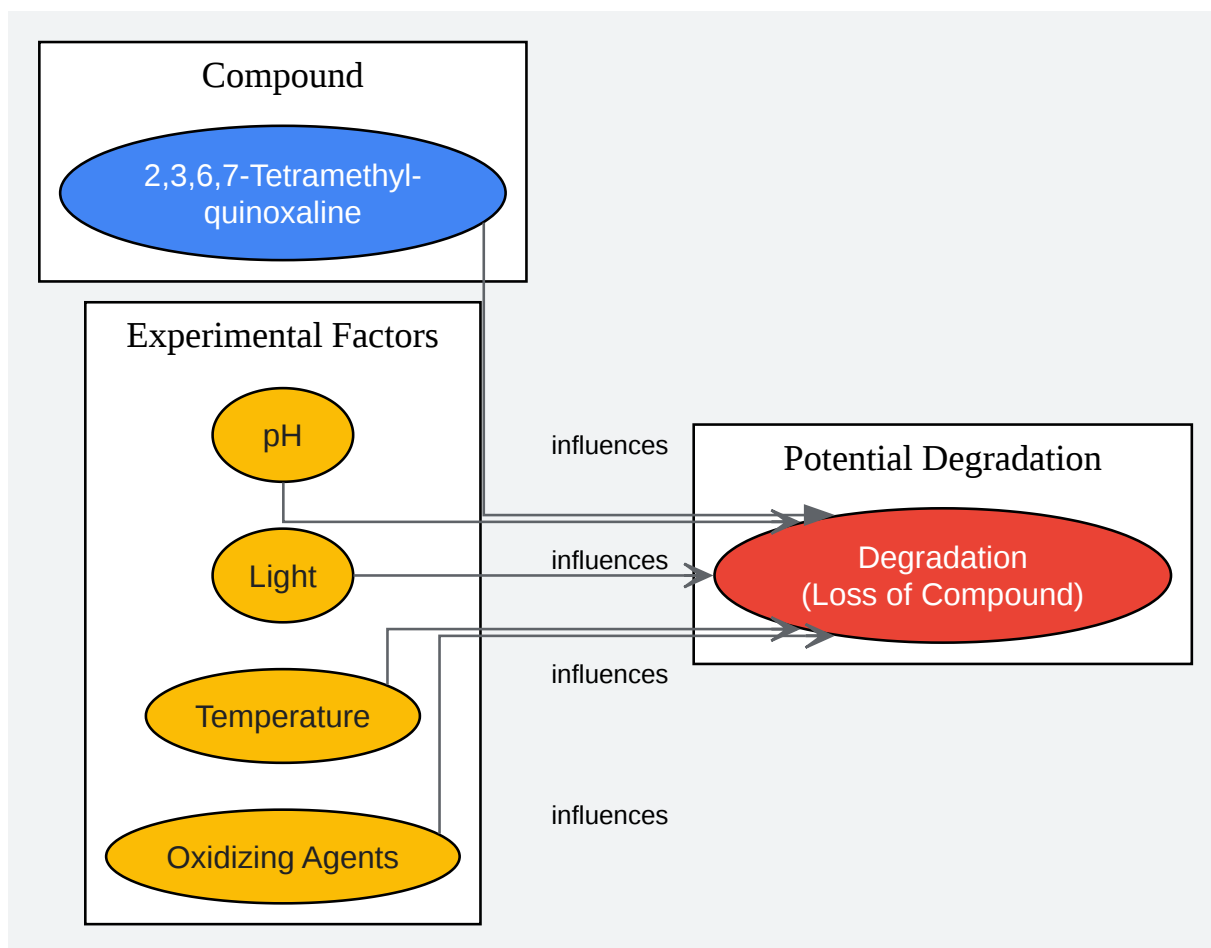 Compound
2,3,6,7-Tetramethyl-
quinoxaline
Experimental Factors
pH
Light
Temperature
Oxidizing Agents
influences
influences
influences
influences
Potential Degradation
Degradation
(Loss of Compound)